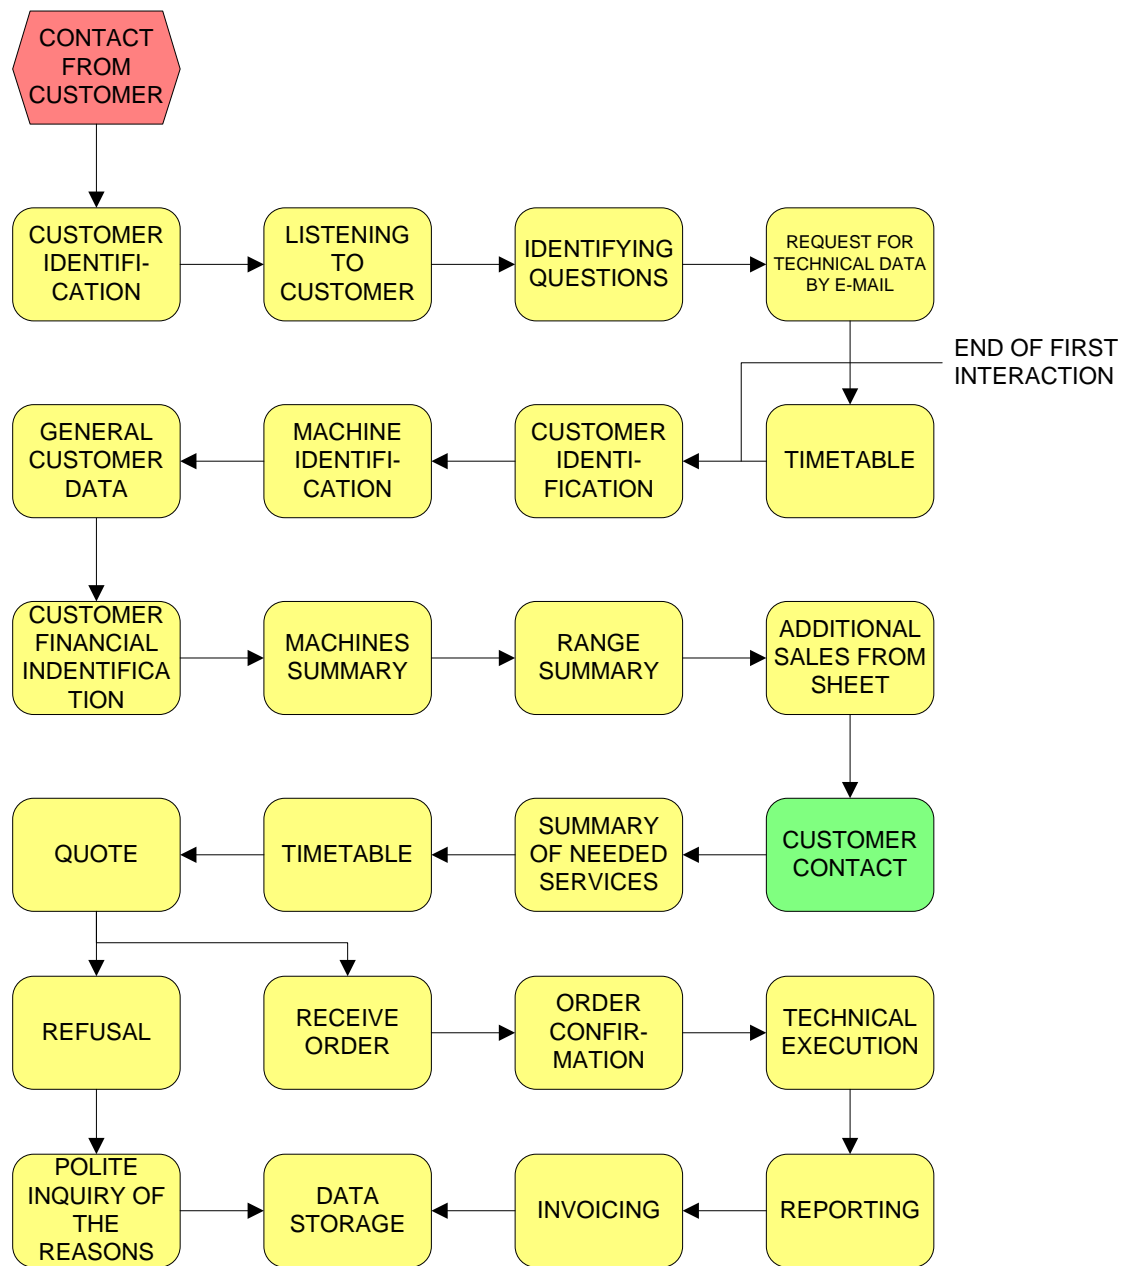 CONTACT
FROM
CUSTOMER
CUSTOMER
IDENTIFI-
CATION
LISTENING
TO
CUSTOMER
IDENTIFYING
QUESTIONS
REQUEST FOR
TECHNICAL DATA
BY E-MAIL
END OF FIRST
INTERACTION
GENERAL
CUSTOMER
DATA
MACHINE
IDENTIFI-
CATION
CUSTOMER
IDENTI-
FICATION
TIMETABLE
CUSTOMER
FINANCIAL
INDENTIFICA
TION
MACHINES
SUMMARY
RANGE
SUMMARY
ADDITIONAL
SALES FROM
SHEET
QUOTE
TIMETABLE
SUMMARY
OF NEEDED
SERVICES
CUSTOMER
CONTACT
REFUSAL
RECEIVE
ORDER
ORDER
CONFIR-
MATION
TECHNICAL
EXECUTION
POLITE
INQUIRY OF
THE
REASONS
DATA
STORAGE
INVOICING
REPORTING